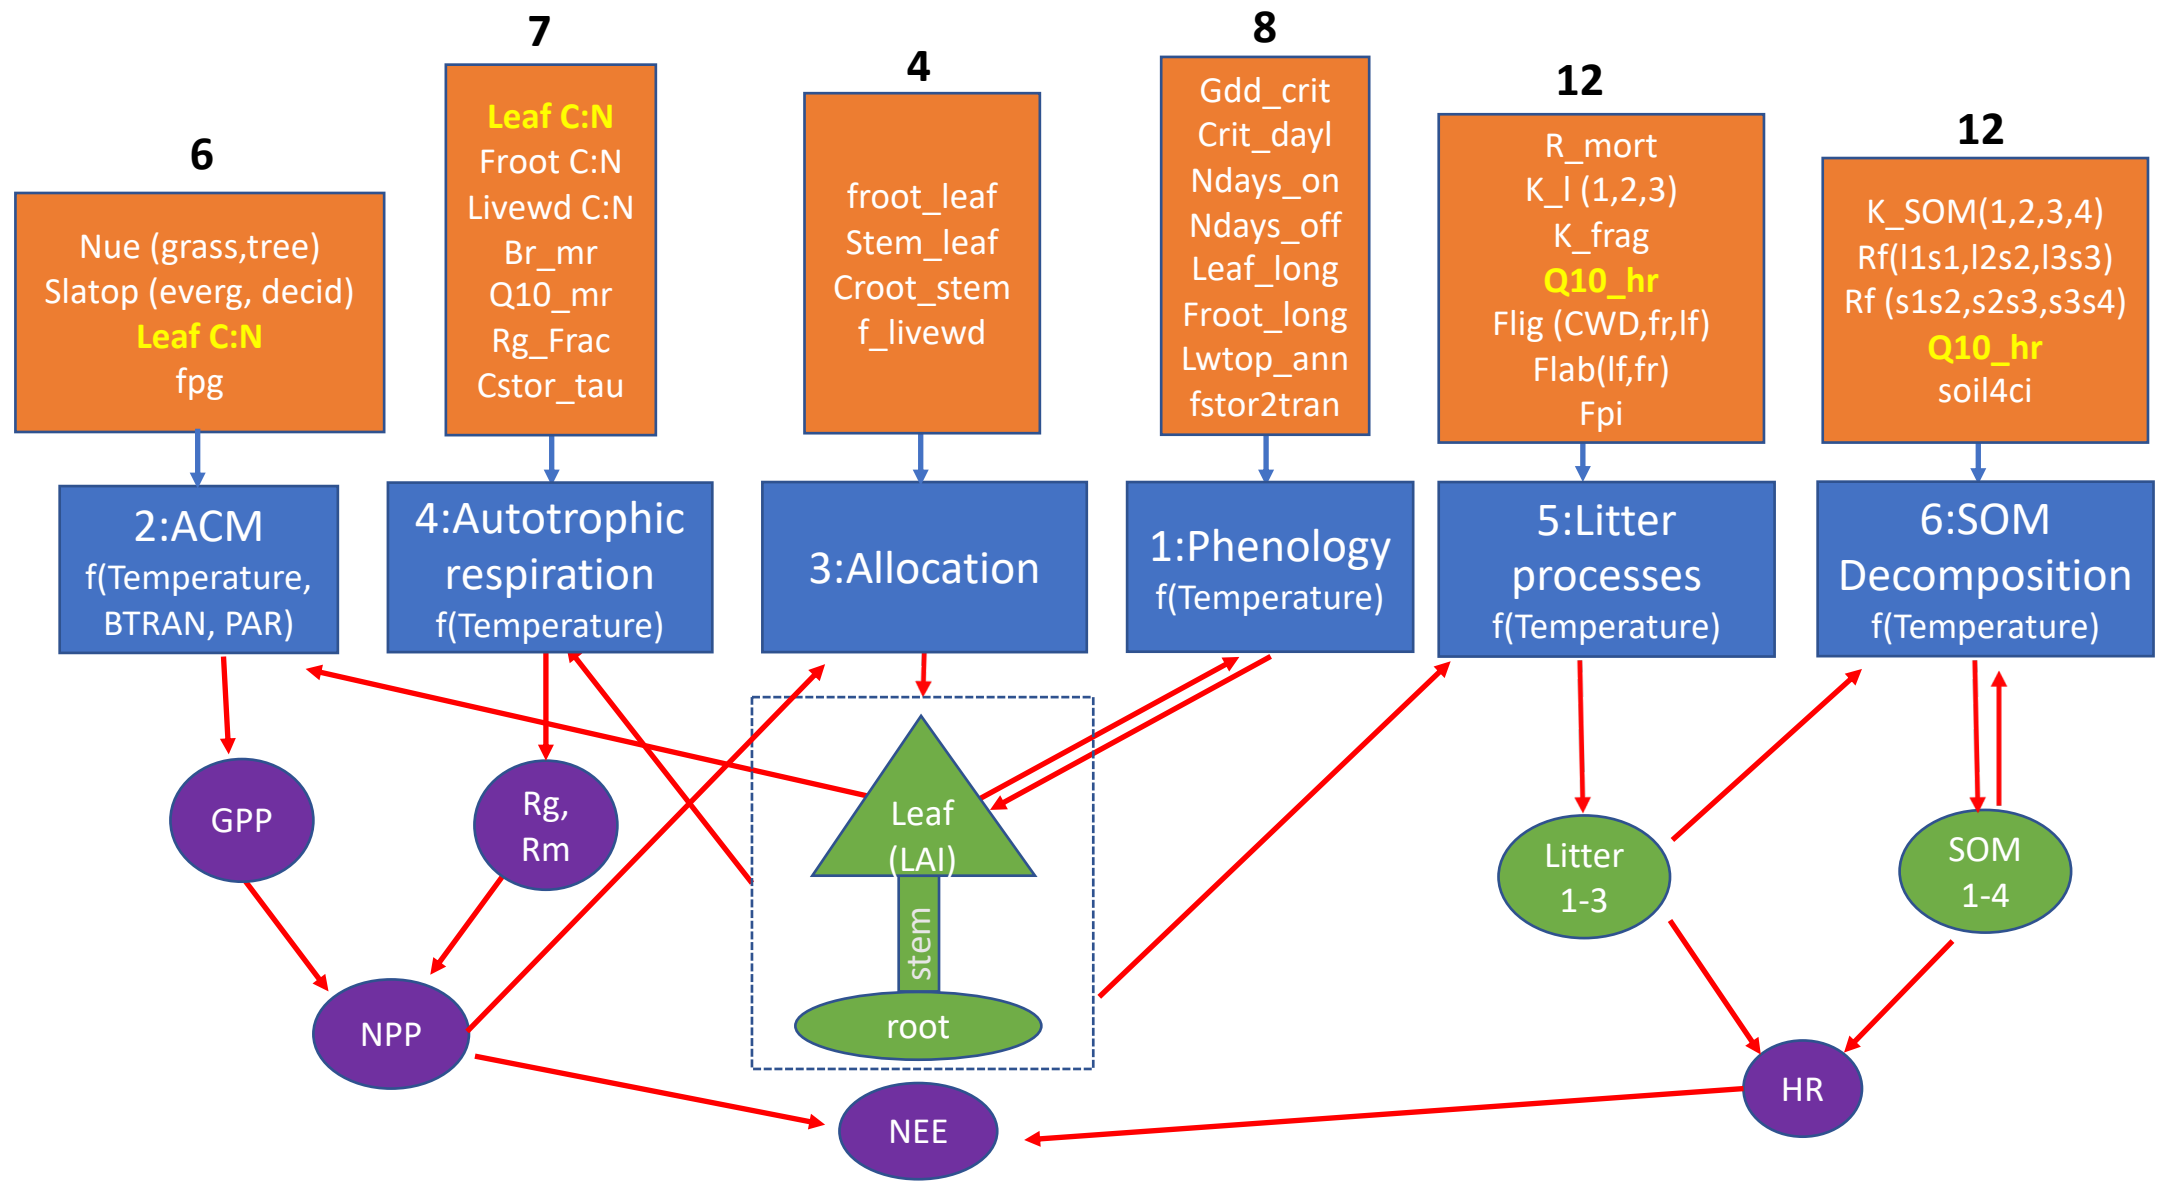 6
Nue (grass,tree)
Slatop (everg, decid)
Leaf C:N
fpg
2:ACM
f(Temperature,
BTRAN, PAR)
7
Leaf C:N
Froot C:N
Livewd C:N
Br_mr
Q10_mr
Rg_Frac
Cstor_tau
4:Autotrophic
respiration
f(Temperature)
4
froot_leaf
Stem_leaf
Croot_stem
f_livewd
3:Allocation
8
Gdd_crit
Crit_dayl
Ndays_on
Ndays_off
Leaf_long
Froot_long
Lwtop_ann
fstor2tran
1:Phenology
f(Temperature)
12
R_mort
K_l (1,2,3)
K_frag
Q10_hr
Flig (CWD,fr,lf)
Flab(lf,fr)
Fpi
5:Litter
processes
f(Temperature)
12
K_SOM(1,2,3,4)
Rf(l1s1,l2s2,l3s3)
Rf (s1s2,s2s3,s3s4)
Q10_hr
soil4ci
6:SOM
Decomposition
f(Temperature)
GPP
Rg,
Rm
Leaf
(LAI)
stem
root
Litter
1-3
SOM
1-4
NPP
NEE
HR